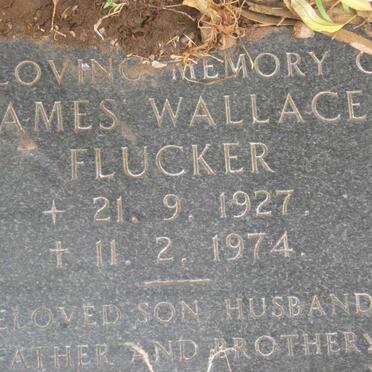 LOVING MEMORY O
AMES WALLACE
FLUCKER
21. 9. 1927.
† 11. 2. 1974.
ELOVED SON HUSBAND
FATHER AND BROTHER